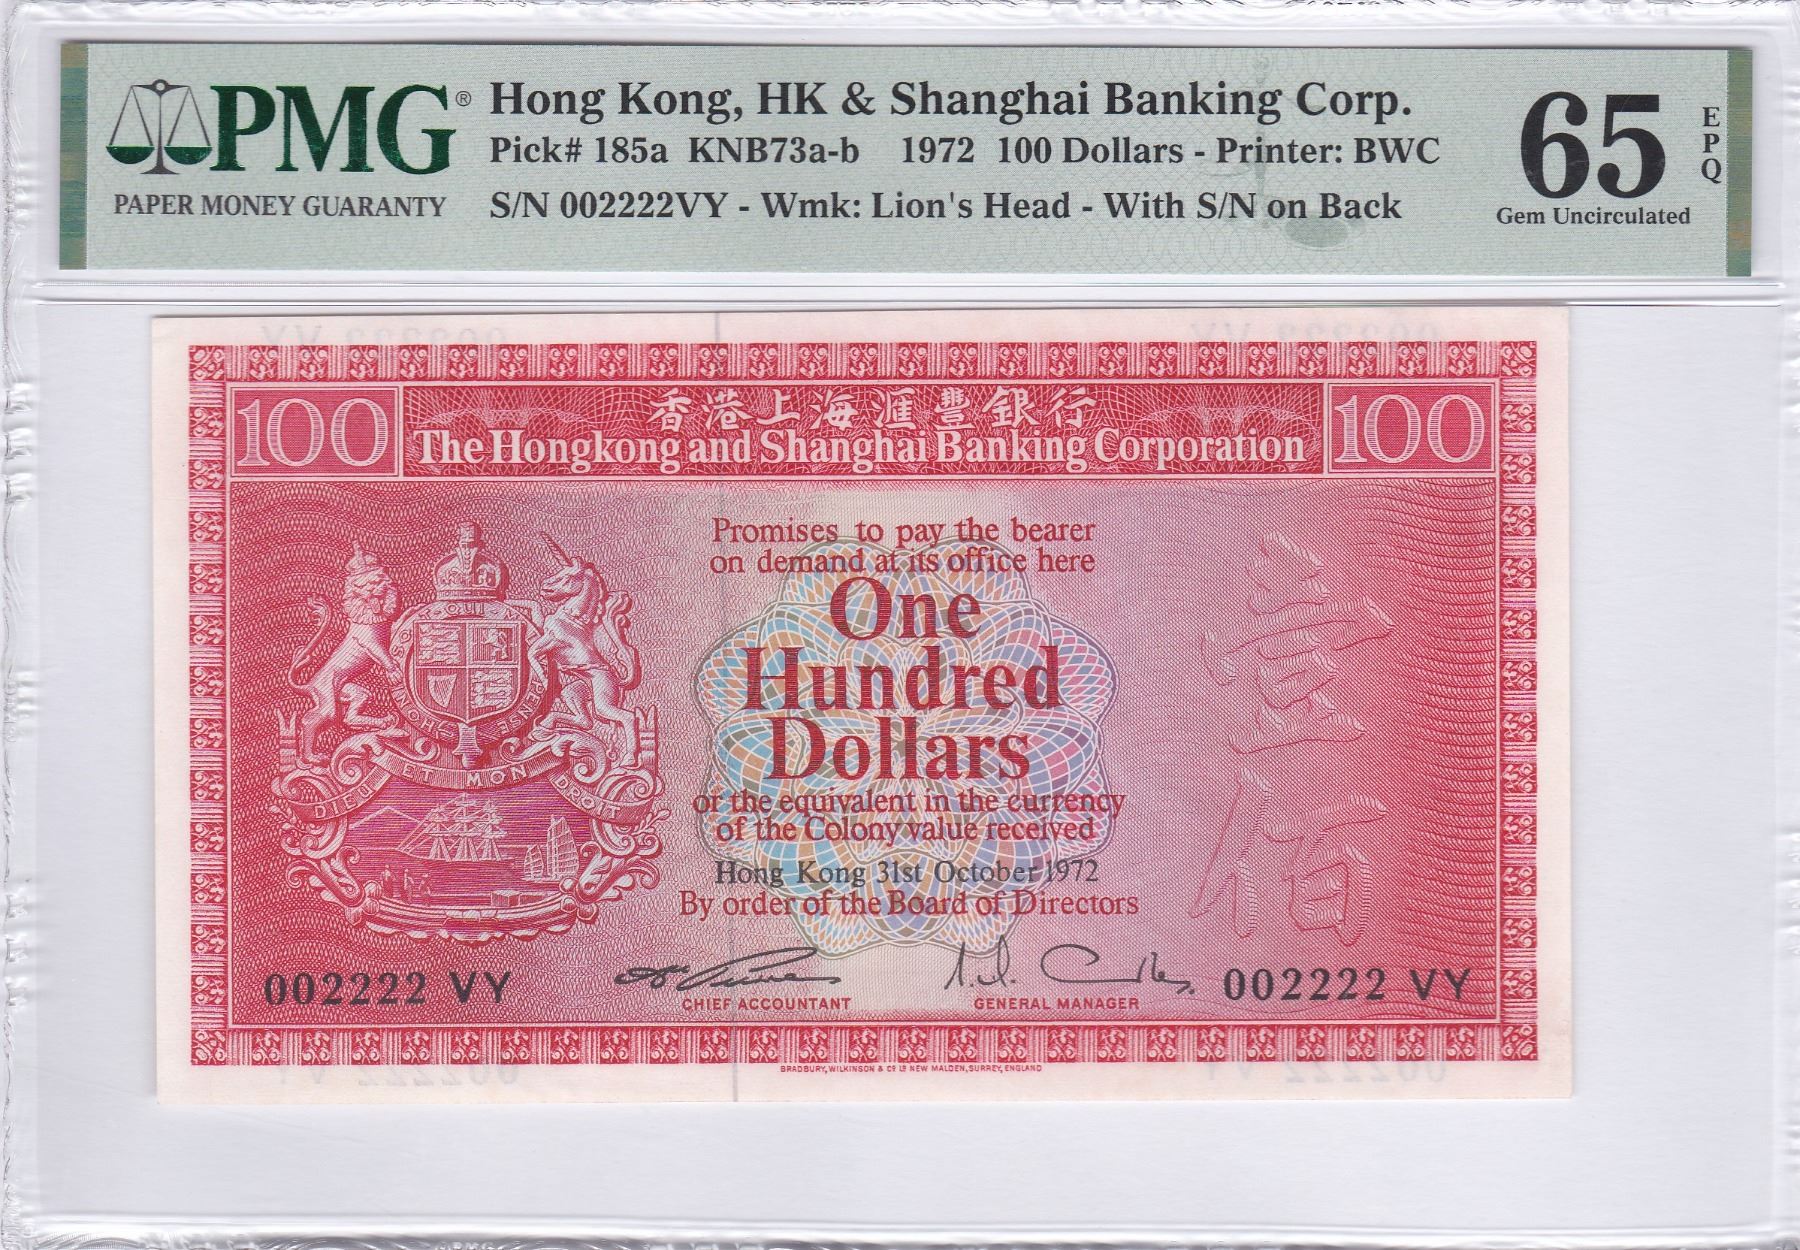 PMG®
PAPER MONEY GUARANTY
Hong Kong, HK & Shanghai Banking Corp.
Pick# 185a KNB73a-b 1972 100 Dollars - Printer: BWC
S/N 002222VY - Wmk: Lion's Head - With S/N on Back
65
EPQ
Gem Uncirculated
100
香港上海滙豐銀行
The Hongkong and Shanghai Banking Corporation
100
Promises to pay the bearer
on demand at its office here
One
Hundred
Dollars
or the equivalent in the currency
of the Colony value received
Hong Kong 31st October 1972
By order of the Board of Directors
QUI
MAL
PENSE
DIEU ET MON DROIT
壹佰
002222 VY
CHIEF ACCOUNTANT
GENERAL MANAGER
002222 VY
BRADBURY, WILKINSON & Co Ld NEW MALDEN, SURREY, ENGLAND